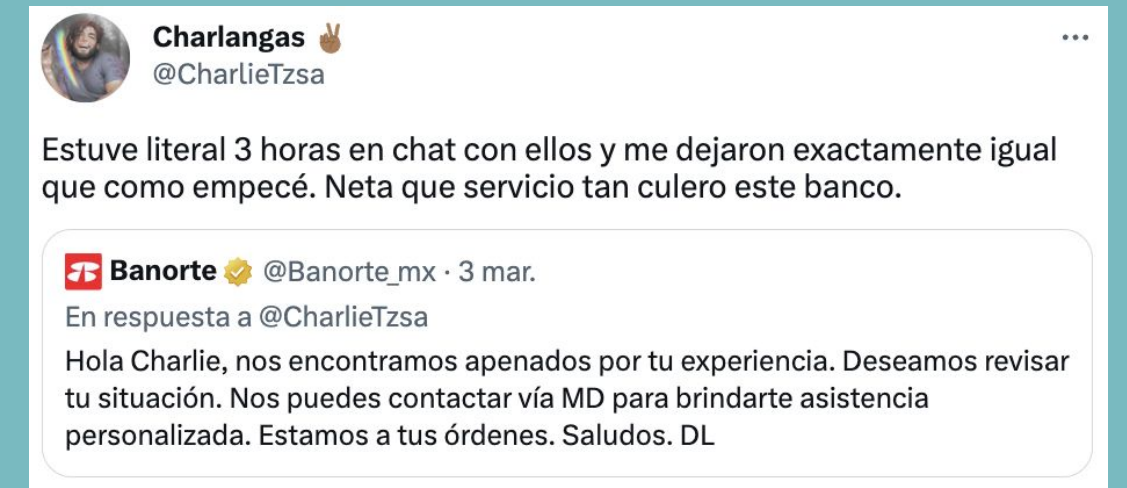 Charlangas ✌🏽
@CharlieTzsa
Estuve literal 3 horas en chat con ellos y me dejaron exactamente igual
que como empecé. Neta que servicio tan culero este banco.
Banorte @Banorte_mx · 3 mar.
En respuesta a @CharlieTzsa
Hola Charlie, nos encontramos apenados por tu experiencia. Deseamos revisar
tu situación. Nos puedes contactar vía MD para brindarte asistencia
personalizada. Estamos a tus órdenes. Saludos. DL